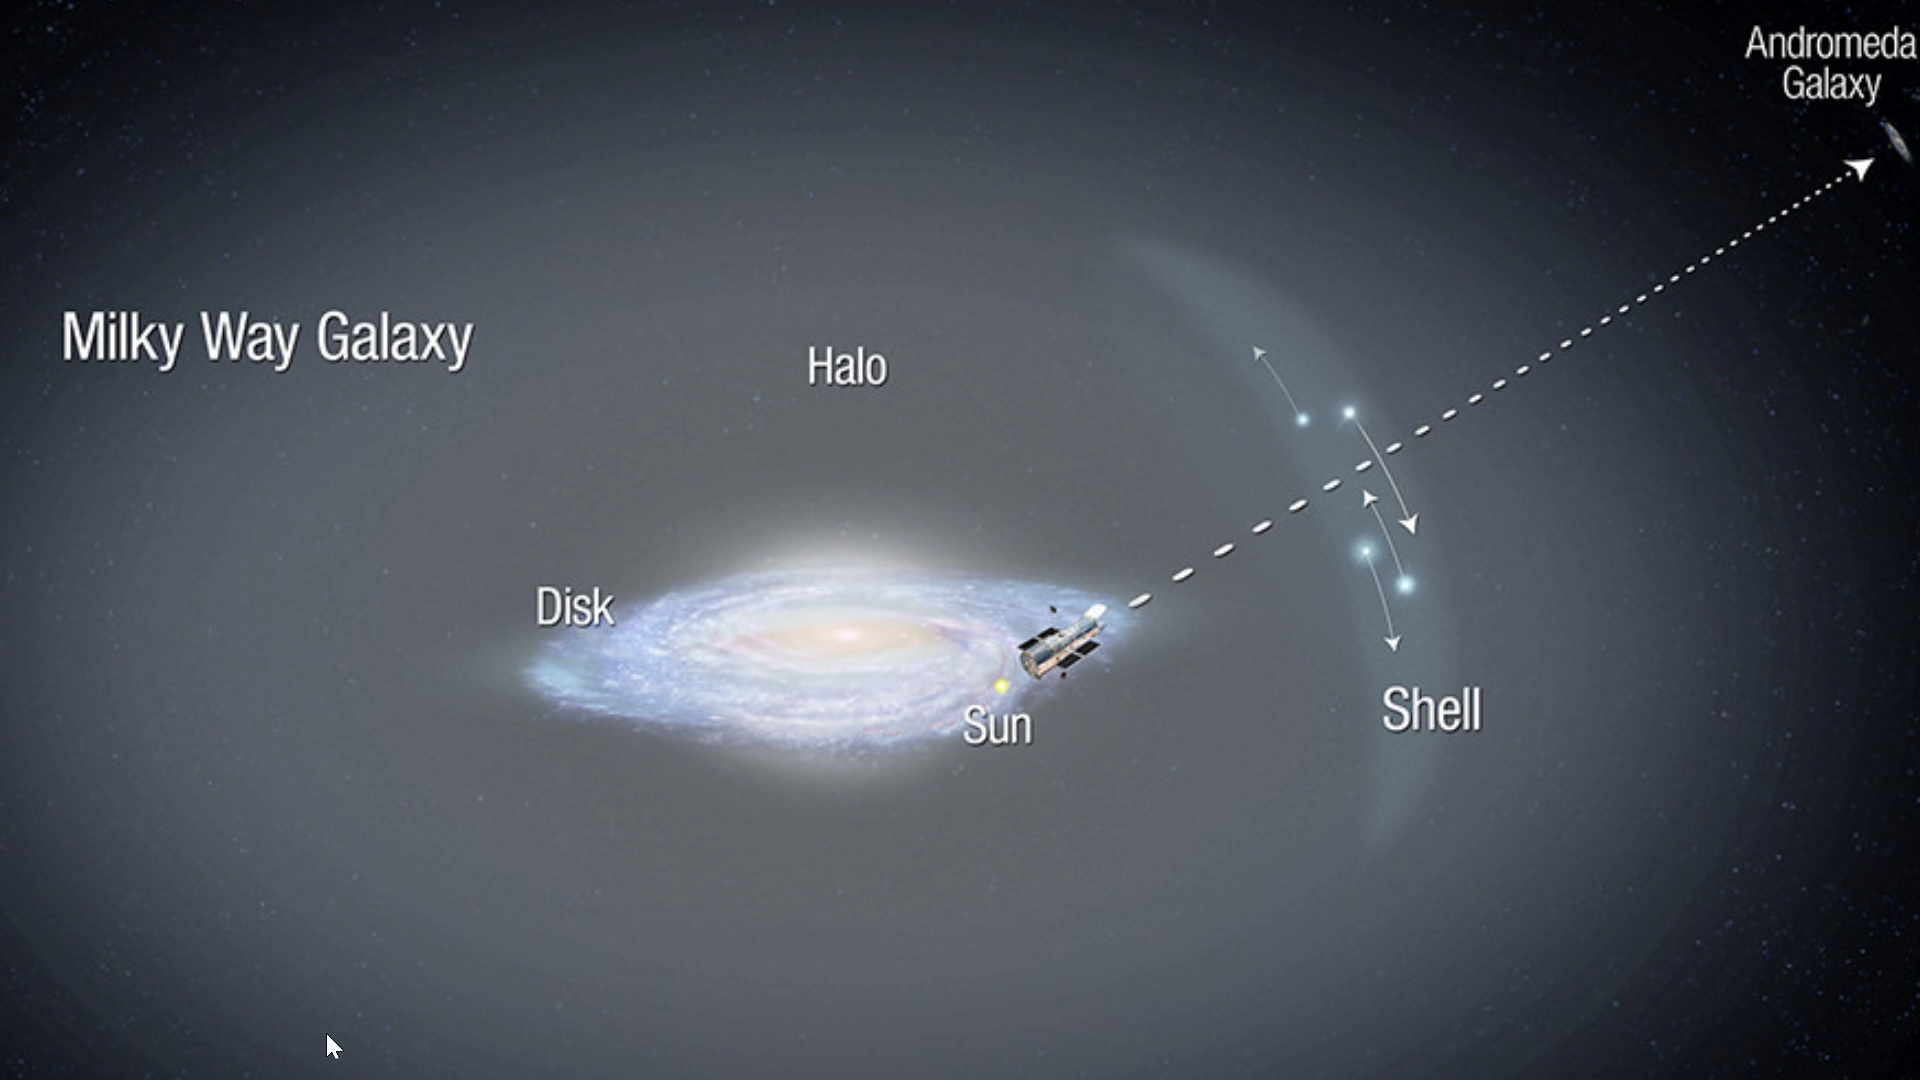 Andromeda
Galaxy
Milky Way Galaxy
Halo
Disk
Shell
Sun